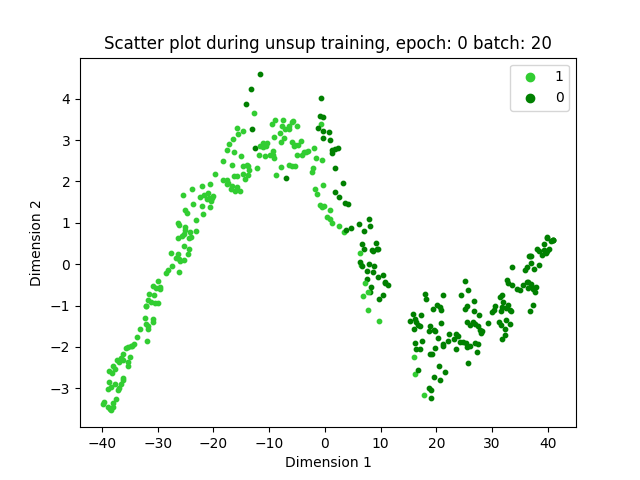 Scatter plot during unsup training, epoch: 0 batch: 20
1
0
4
3
2
1
0
−1
−2
−3
Dimension 2
−40 −30 −20 −10 0 10 20 30 40
Dimension 1